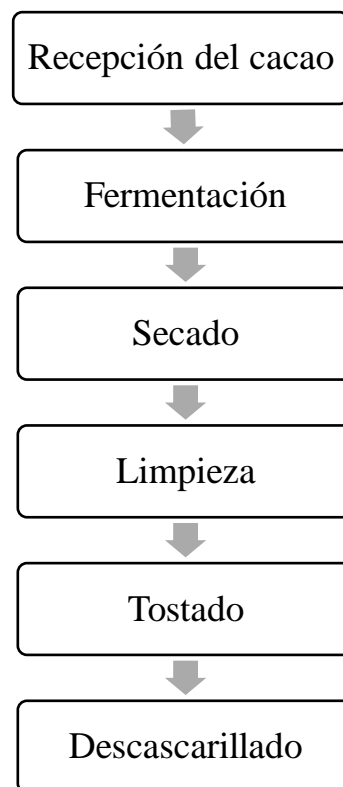 Recepción del cacao
Fermentación
Secado
Limpieza
Tostado
Descascarillado